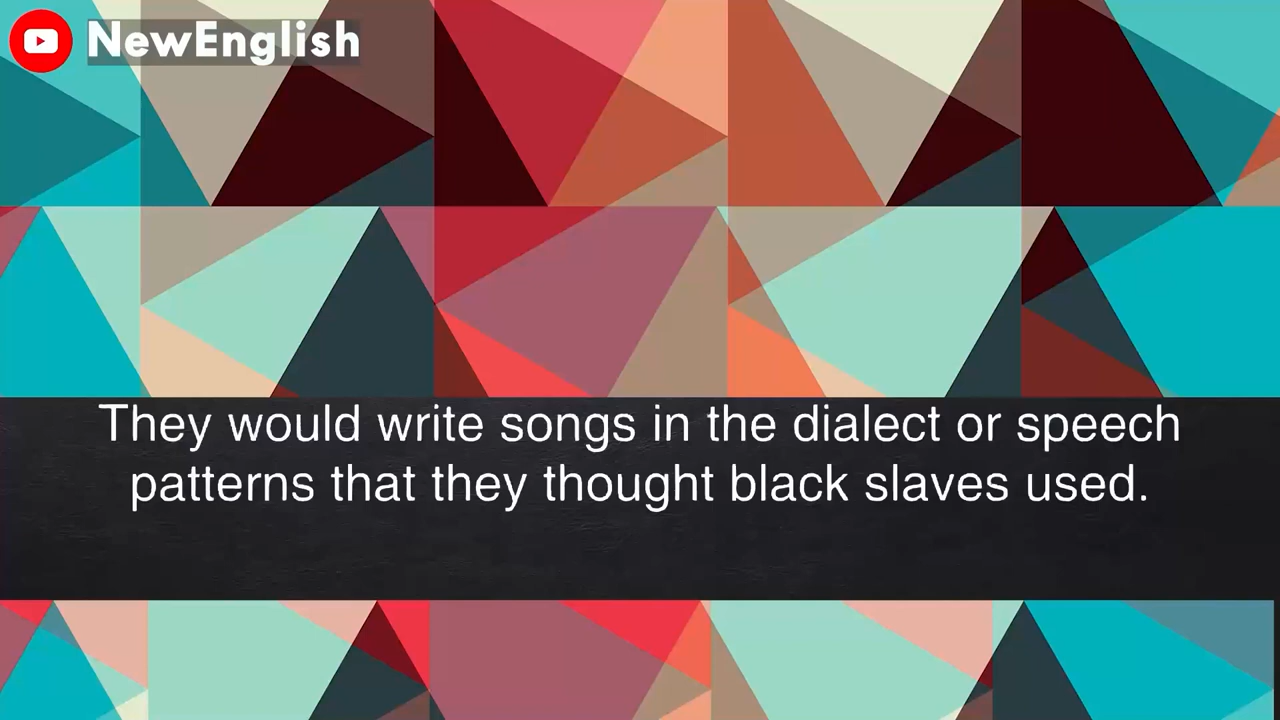 NewEnglish
They would write songs in the dialect or speech
patterns that they thought black slaves used.